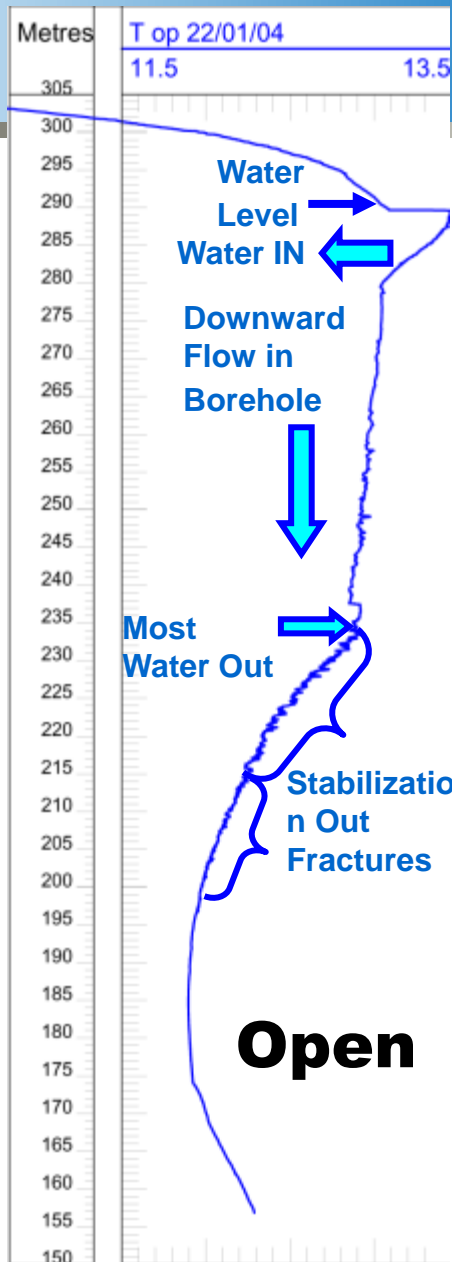 Metres T op 22/01/04
11.5 13.5
305
300
295
Water
290
Level
285
Water IN
280
275
Downward
270
Flow in
265
Borehole
260
255
250
245
240
235
Most
230
Water Out
225
220
215
Stabilizatio
210
n Out
205
Fractures
200
195
190
185
180
Open
175
170
165
160
155
150